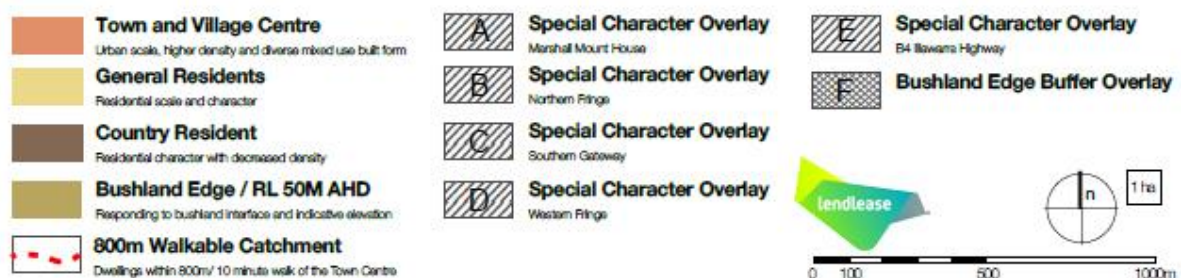 Town and Village Centre
Urban scale, higher density and diverse mixed use built form
General Residents
Residential scale and character
Country Resident
Residential character with decreased density
Bushland Edge / RL 50M AHD
Responding to bushland interface and indicative elevation
800m Walkable Catchment
Dwellings within 800m/ 10 minute walk of the Town Centre
A
Special Character Overlay
Marshall Mount House
B
Special Character Overlay
Northern Fringe
C
Special Character Overlay
Southern Gateway
D
Special Character Overlay
Western Fringe
E
Special Character Overlay
B4 Illawarra Highway
F
Bushland Edge Buffer Overlay
lendlease
n
1 ha
0 100 500 1000m